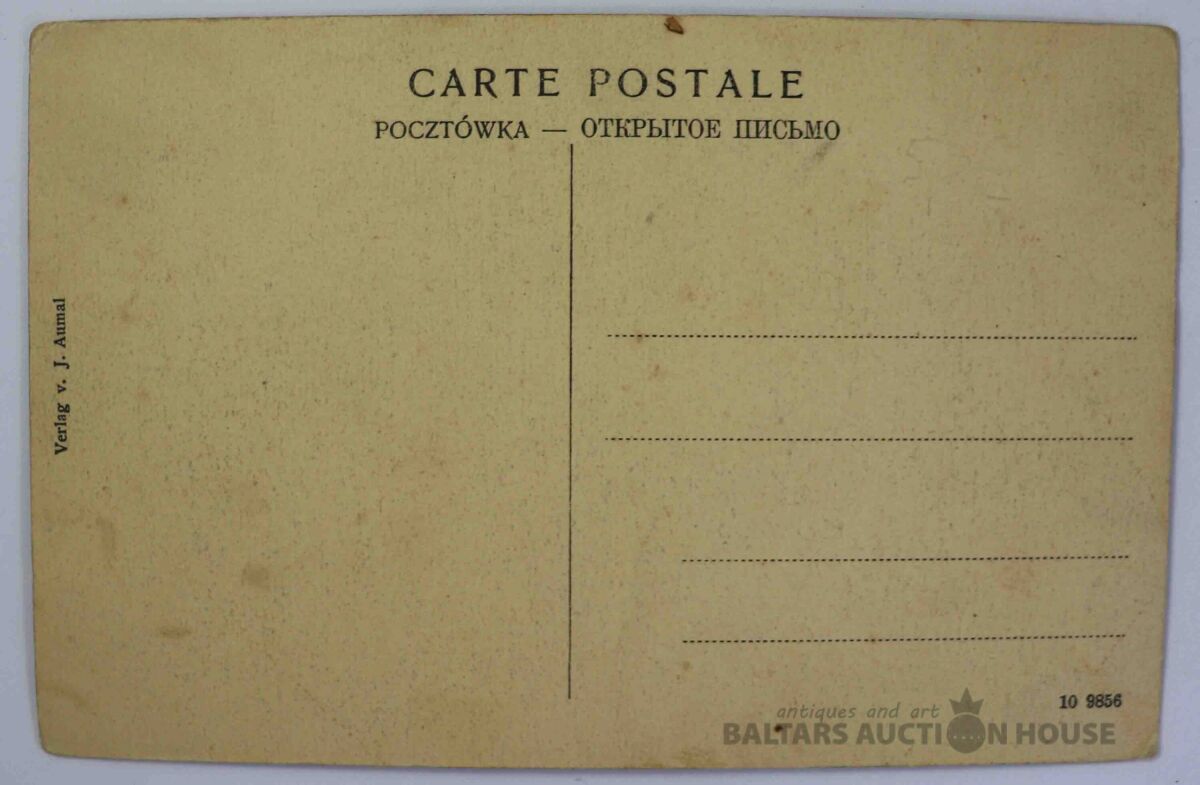 CARTE POSTALE
POCZTÓWKA — ОТКРЫТОЕ ПИСЬМО
Verlag v. J. Aumal
10 9856
antiques and art
BALTARS AUCTION HOUSE